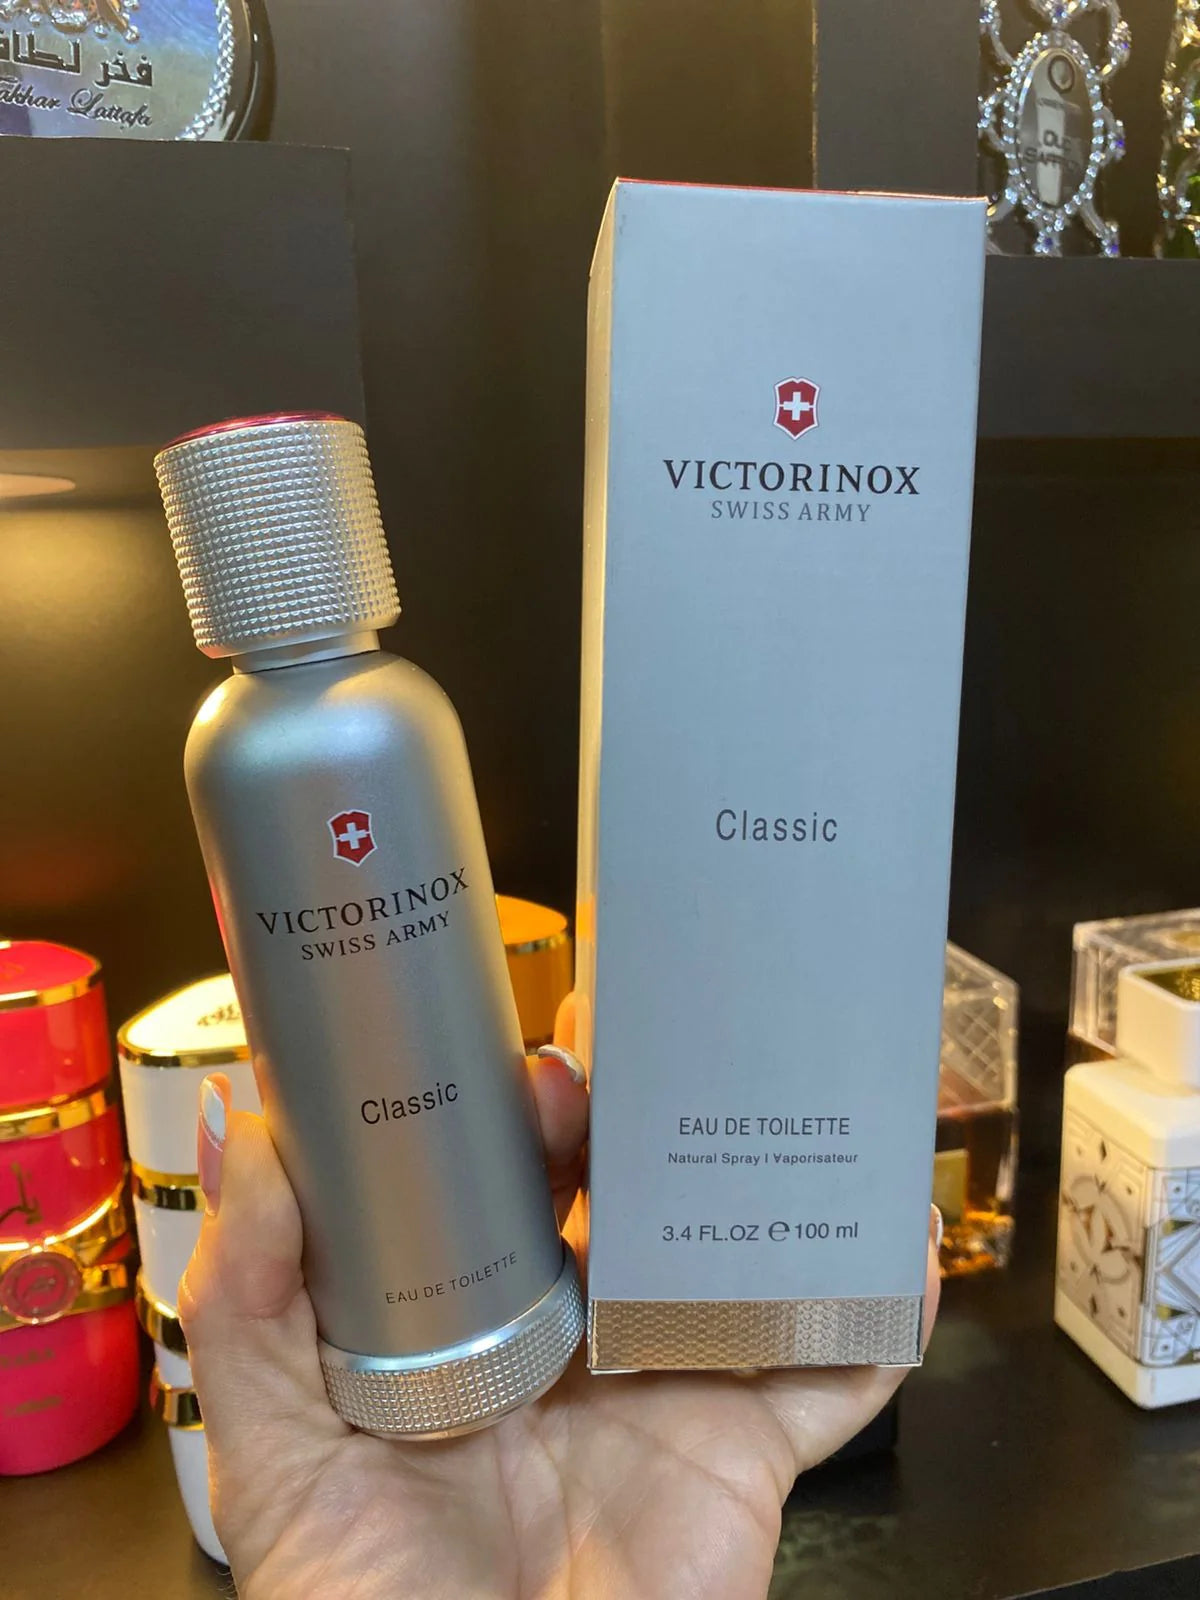 فخر لطافة
Fakhar Lattafa
VICTORINOX
SWISS ARMY
Classic
EAU DE TOILETTE
VICTORINOX
SWISS ARMY
Classic
EAU DE TOILETTE
Natural Spray I Vaporisateur
3.4 FL.OZ ℮ 100 ml